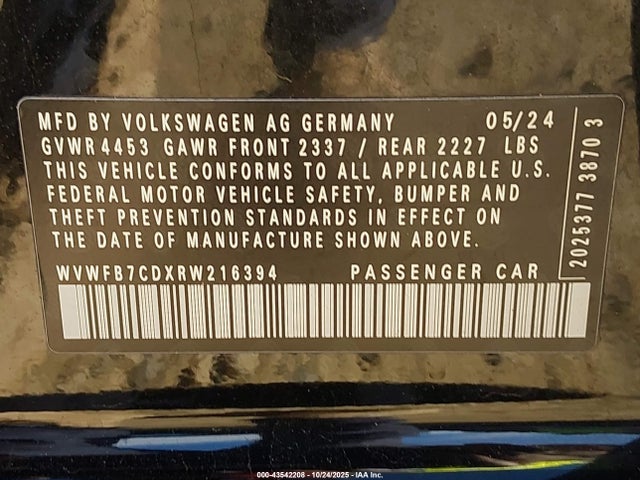 MFD BY VOLKSWAGEN AG GERMANY 05/24
GVWR 4453 GAWR FRONT 2337 / REAR 2227 LBS
THIS VEHICLE CONFORMS TO ALL APPLICABLE U.S.
FEDERAL MOTOR VEHICLE SAFETY, BUMPER AND
THEFT PREVENTION STANDARDS IN EFFECT ON
THE DATE OF MANUFACTURE SHOWN ABOVE.
WVWFB7CDXRW216394 PASSENGER CAR
2025377 3870 3
000-43542208 - 10/24/2025 - IAA Inc.